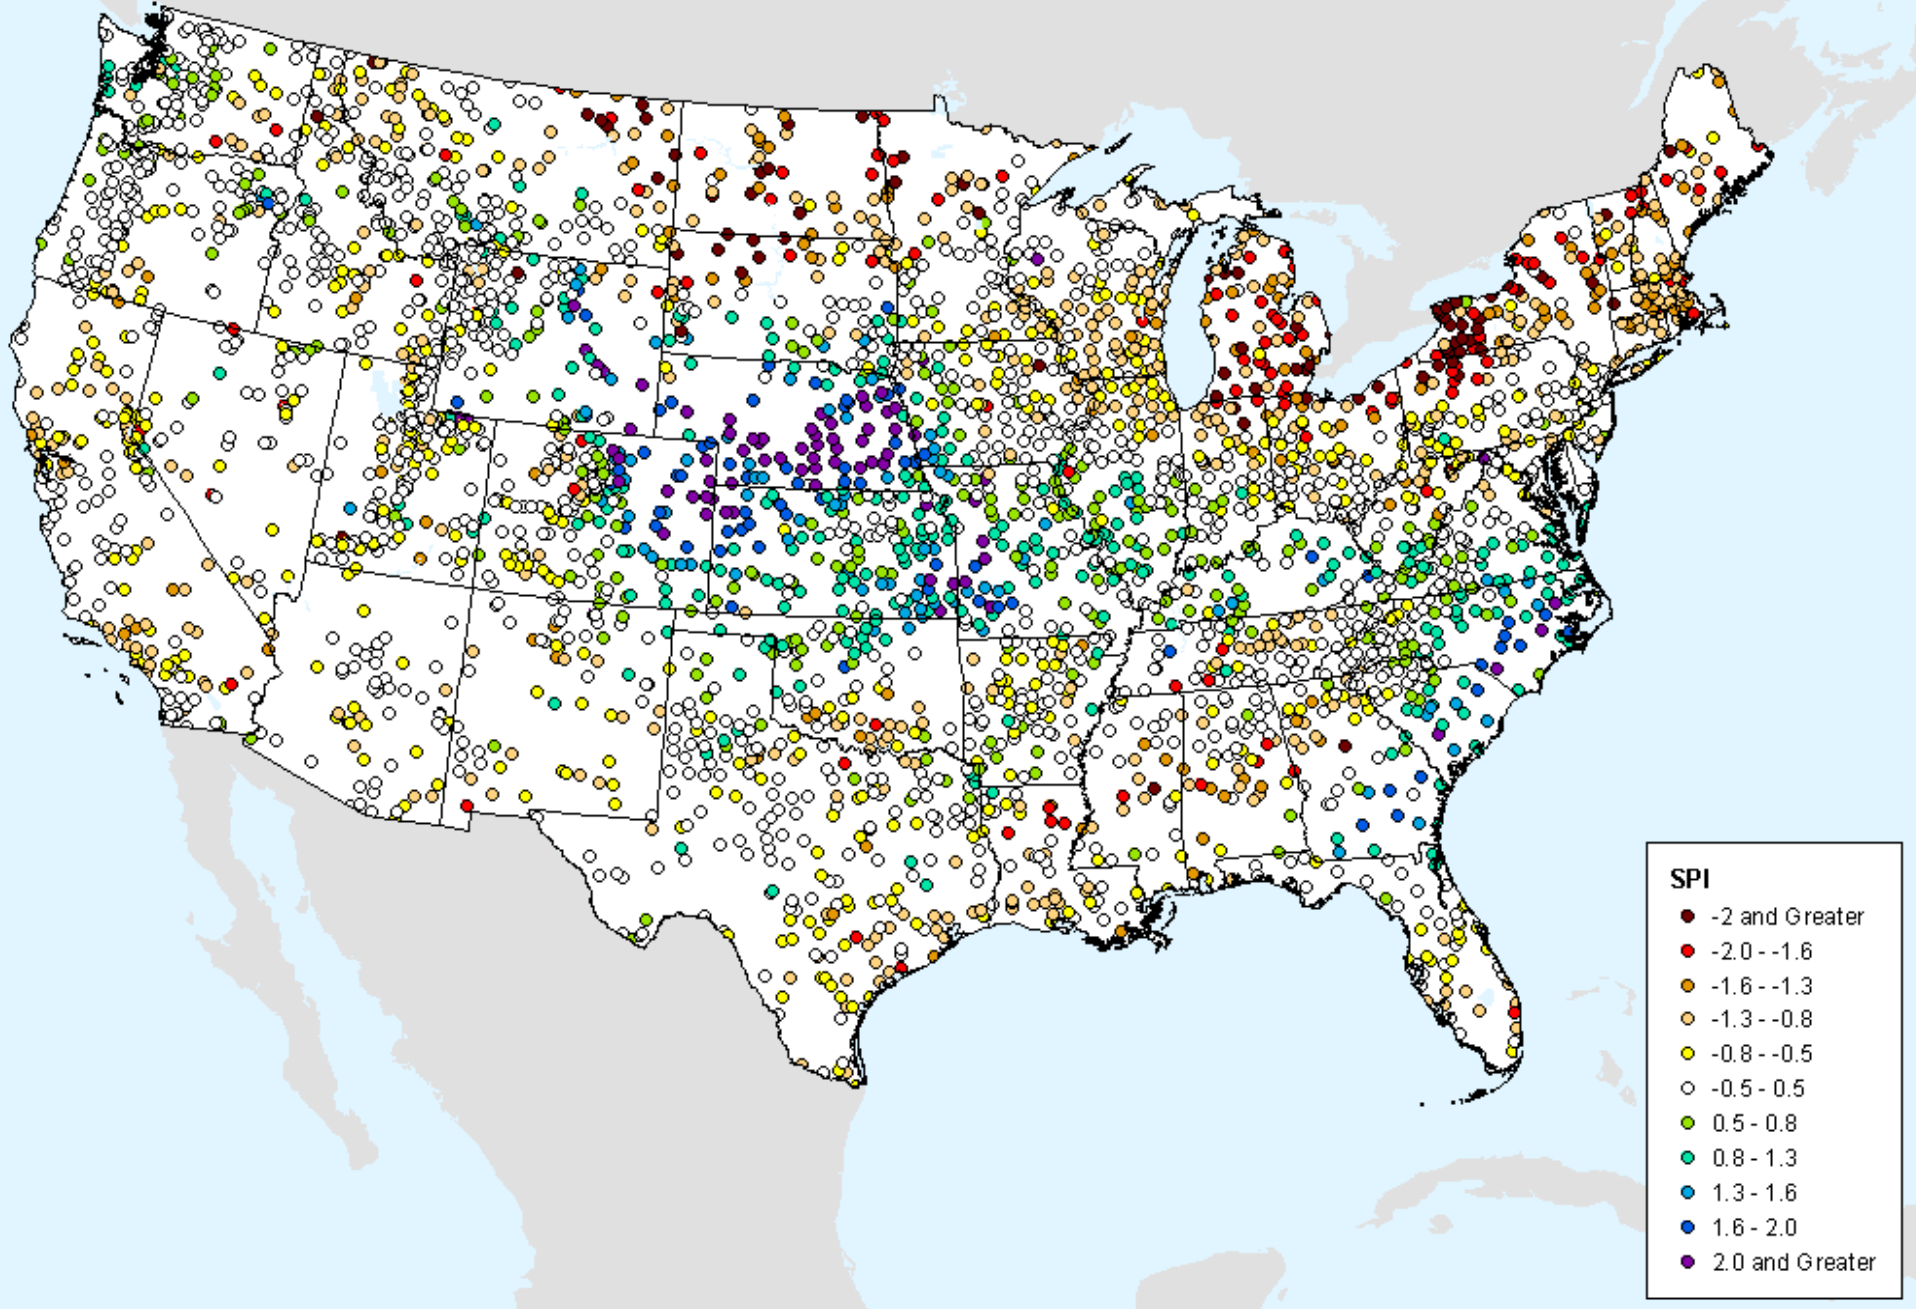 SPI
-2 and Greater
-2.0 - -1.6
-1.6 - -1.3
-1.3 - -0.8
-0.8 - -0.5
-0.5 - 0.5
0.5 - 0.8
0.8 - 1.3
1.3 - 1.6
1.6 - 2.0
2.0 and Greater